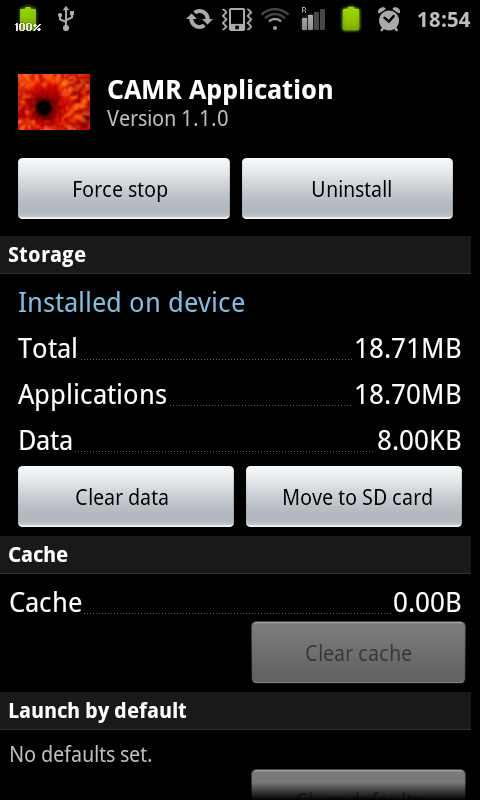 100%
R
18:54
CAMR Application
Version 1.1.0
Force stop Uninstall
Storage
Installed on device
Total 18.71MB
Applications 18.70MB
Data 8.00KB
Clear data Move to SD card
Cache
Cache 0.00B
Clear cache
Launch by default
No defaults set.
Clear defaults